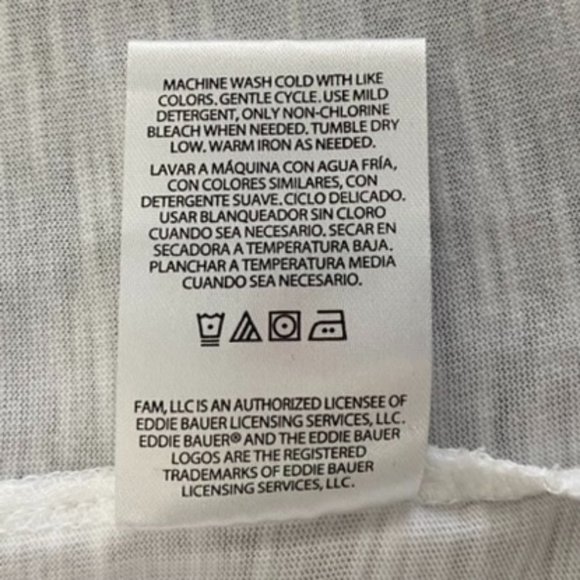 MACHINE WASH COLD WITH LIKE
COLORS. GENTLE CYCLE. USE MILD
DETERGENT, ONLY NON-CHLORINE
BLEACH WHEN NEEDED. TUMBLE DRY
LOW. WARM IRON AS NEEDED.
LAVAR A MÁQUINA CON AGUA FRÍA,
CON COLORES SIMILARES, CON
DETERGENTE SUAVE. CICLO DELICADO.
USAR BLANQUEADOR SIN CLORO
CUANDO SEA NECESARIO. SECAR EN
SECADORA A TEMPERATURA BAJA.
PLANCHAR A TEMPERATURA MEDIA
CUANDO SEA NECESARIO.
FAM, LLC IS AN AUTHORIZED LICENSEE OF
EDDIE BAUER LICENSING SERVICES, LLC.
EDDIE BAUER® AND THE EDDIE BAUER
LOGOS ARE THE REGISTERED
TRADEMARKS OF EDDIE BAUER
LICENSING SERVICES, LLC.